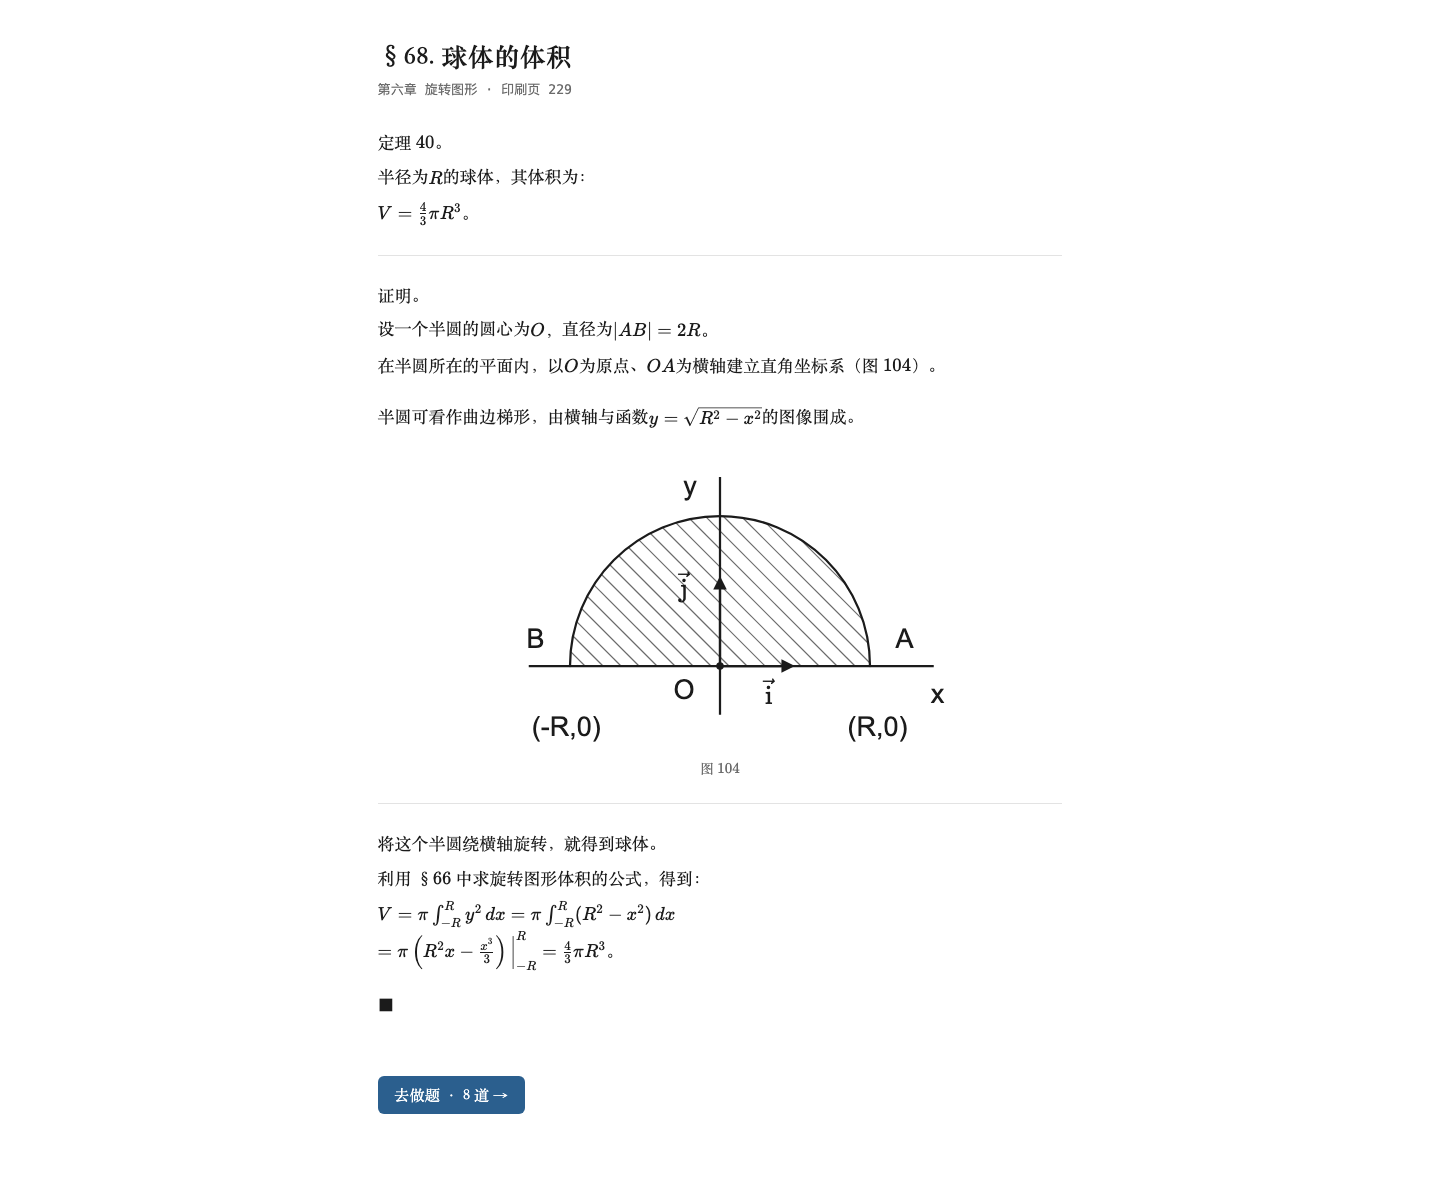 § 68. 球体的体积
第六章 旋转图形 · 印刷页 229
定理 40。
半径为R的球体，其体积为：
V = 4/3 πR³。
证明。
设一个半圆的圆心为O，直径为|AB| = 2R。
在半圆所在的平面内，以O为原点、OA为横轴建立直角坐标系（图 104）。
半圆可看作曲边梯形，由横轴与函数y = √(R² − x²)的图像围成。
y
j⃗
B
A
O
i⃗
x
(-R,0)
(R,0)
图 104
将这个半圆绕横轴旋转，就得到球体。
利用 § 66 中求旋转图形体积的公式，得到：
V = π ∫_{-R}^{R} y² dx = π ∫_{-R}^{R} (R² − x²) dx
= π (R²x − x³/3) |_{-R}^{R} = 4/3 πR³。
■
去做题 · 8 道 →